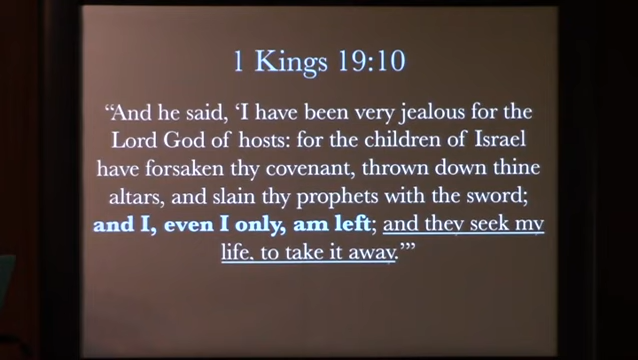 1 Kings 19:10
“And he said, ‘I have been very jealous for the
Lord God of hosts: for the children of Israel
have forsaken thy covenant, thrown down thine
altars, and slain thy prophets with the sword;
and I, even I only, am left; and they seek my
life, to take it away.’”